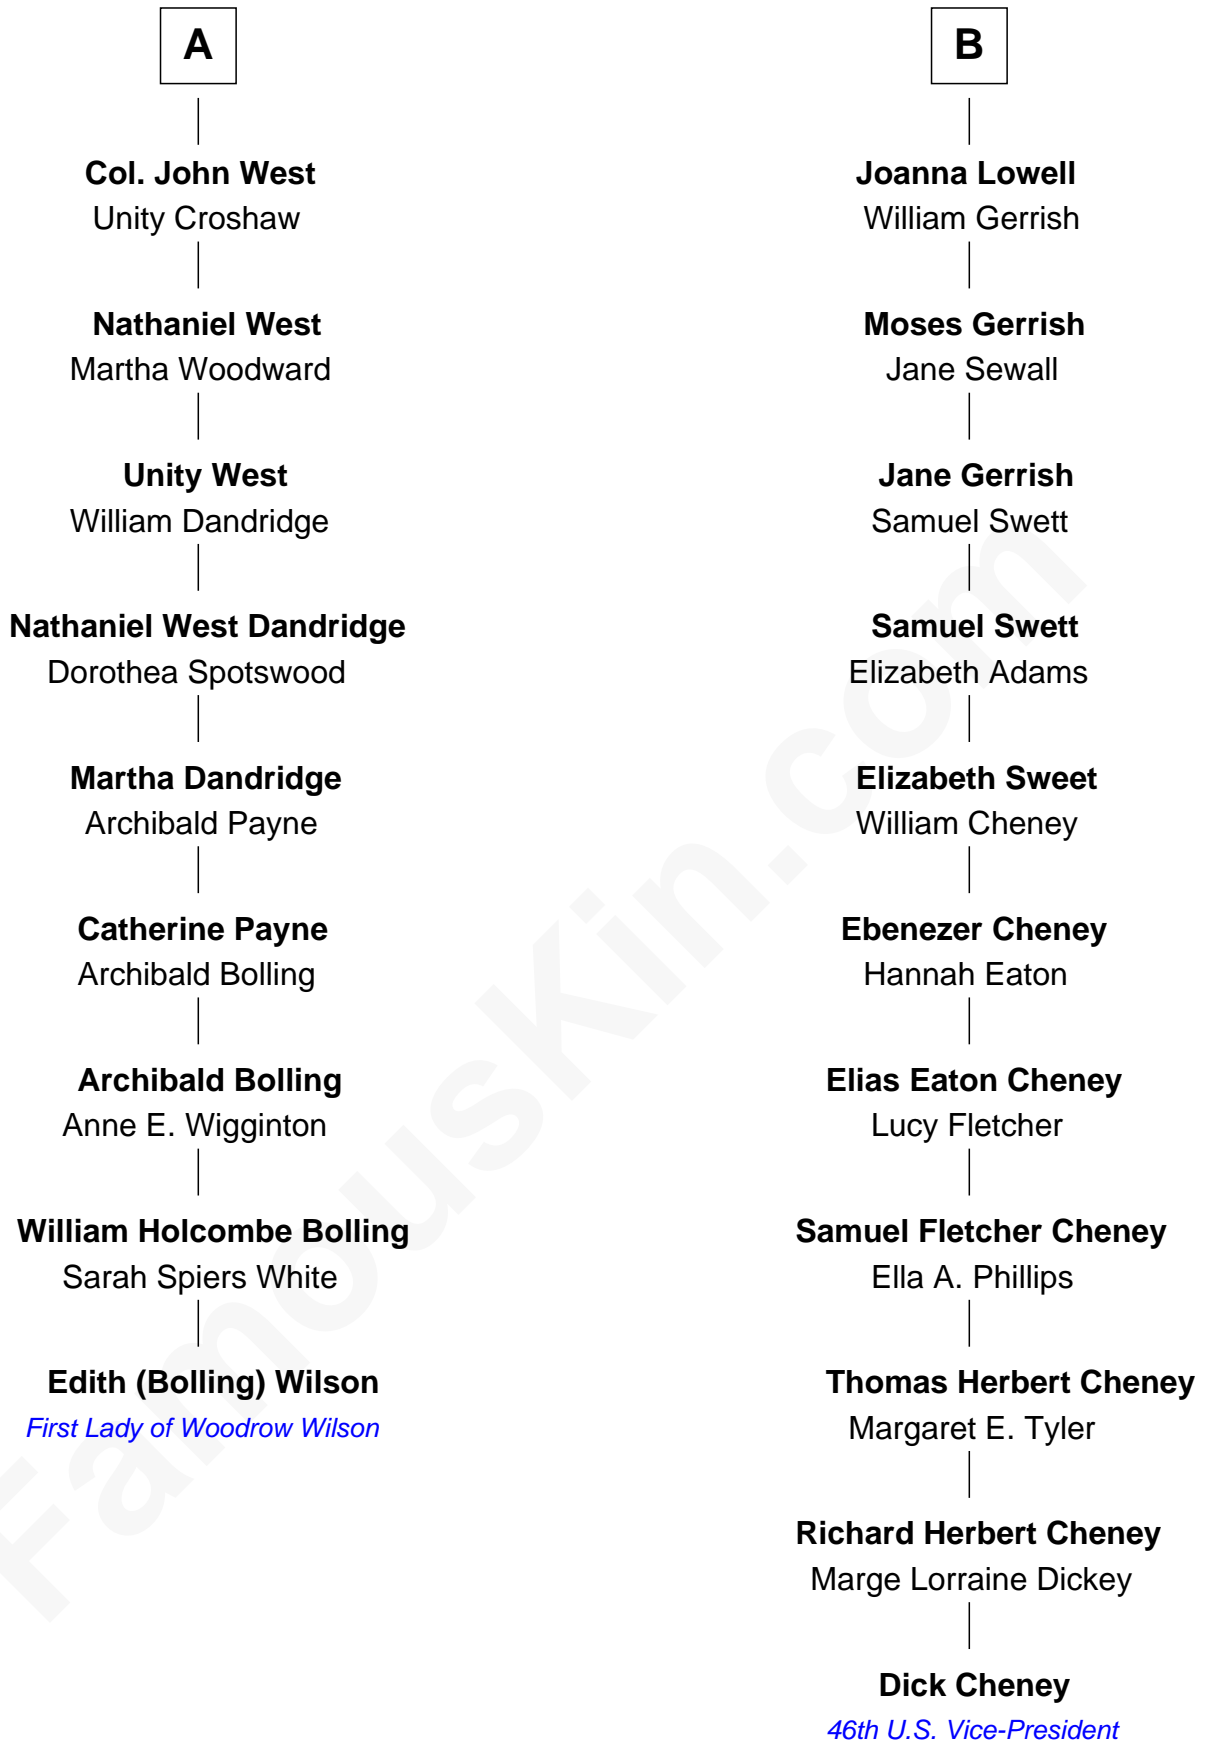 A
Col. John West
Unity Croshaw
Nathaniel West
Martha Woodward
Unity West
William Dandridge
Nathaniel West Dandridge
Dorothea Spotswood
Martha Dandridge
Archibald Payne
Catherine Payne
Archibald Bolling
Archibald Bolling
Anne E. Wigginton
William Holcombe Bolling
Sarah Spiers White
Edith (Bolling) Wilson
First Lady of Woodrow Wilson
B
Joanna Lowell
William Gerrish
Moses Gerrish
Jane Sewall
Jane Gerrish
Samuel Swett
Samuel Swett
Elizabeth Adams
Elizabeth Sweet
William Cheney
Ebenezer Cheney
Hannah Eaton
Elias Eaton Cheney
Lucy Fletcher
Samuel Fletcher Cheney
Ella A. Phillips
Thomas Herbert Cheney
Margaret E. Tyler
Richard Herbert Cheney
Marge Lorraine Dickey
Dick Cheney
46th U.S. Vice-President
FamousKin.com